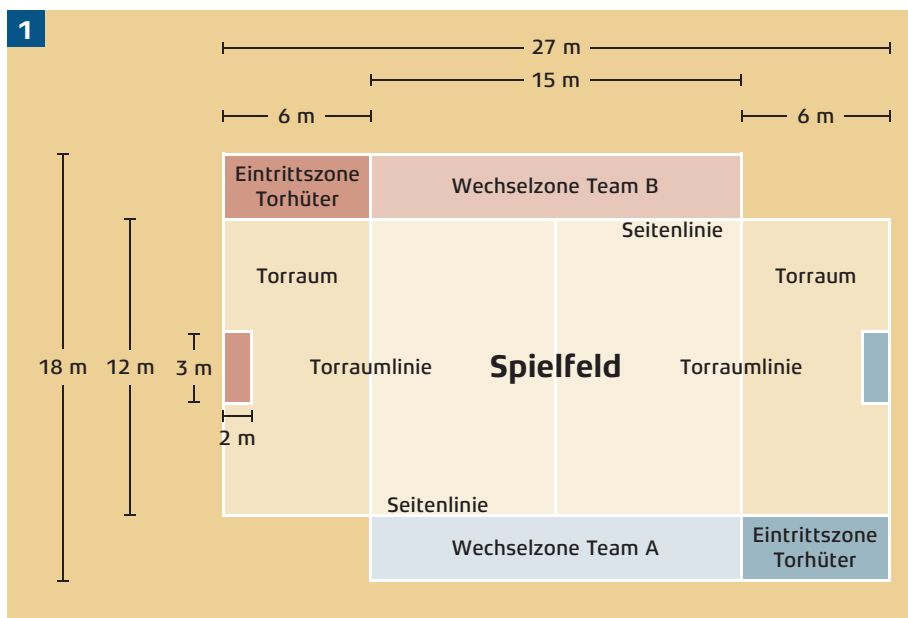 1
27 m
15 m
6 m
6 m
Eintrittszone
Torhüter
Wechselzone Team B
Seitenlinie
Torraum
Torraum
18 m
12 m
3 m
Torraumlinie
Spielfeld
Torraumlinie
2 m
Seitenlinie
Wechselzone Team A
Eintrittszone
Torhüter